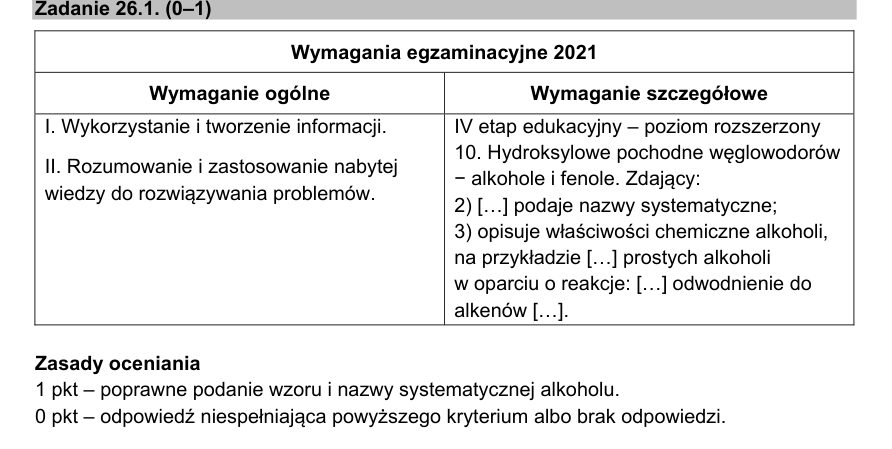 Zadanie 26.1. (0–1)
Wymagania egzaminacyjne 2021
Wymaganie ogólne
Wymaganie szczegółowe
I. Wykorzystanie i tworzenie informacji.
II. Rozumowanie i zastosowanie nabytej
wiedzy do rozwiązywania problemów.
IV etap edukacyjny – poziom rozszerzony
10. Hydroksylowe pochodne węglowodorów
− alkohole i fenole. Zdający:
2) […] podaje nazwy systematyczne;
3) opisuje właściwości chemiczne alkoholi,
na przykładzie […] prostych alkoholi
w oparciu o reakcje: […] odwodnienie do
alkenów […].
Zasady oceniania
1 pkt – poprawne podanie wzoru i nazwy systematycznej alkoholu.
0 pkt – odpowiedź niespełniająca powyższego kryterium albo brak odpowiedzi.